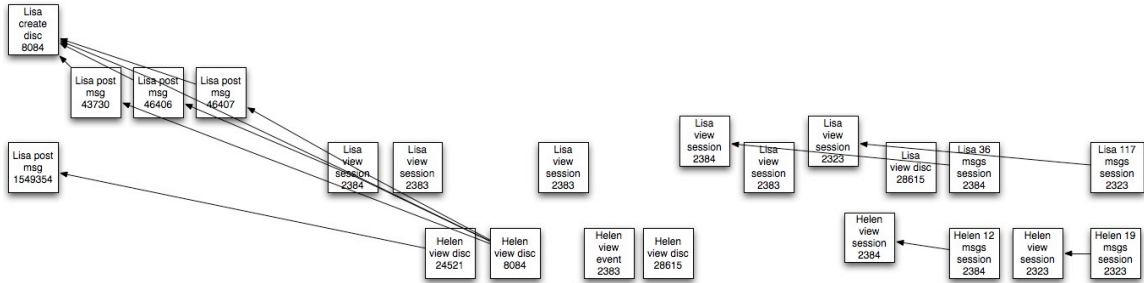 Lisa
create
disc
8084
Lisa post
msg
43730
Lisa post
msg
46406
Lisa post
msg
46407
Lisa post
msg
1549354
Lisa
view
session
2384
Lisa
view
session
2383
Lisa
view
session
2383
Lisa
view
session
2384
Lisa
view
session
2383
Lisa
view
session
2323
Lisa
view disc
28615
Lisa 36
msgs
session
2384
Lisa 117
msgs
session
2323
Helen
view disc
24521
Helen
view disc
8084
Helen
view
event
2383
Helen
view disc
28615
Helen
view
session
2384
Helen 12
msgs
session
2384
Helen
view
session
2323
Helen 19
msgs
session
2323